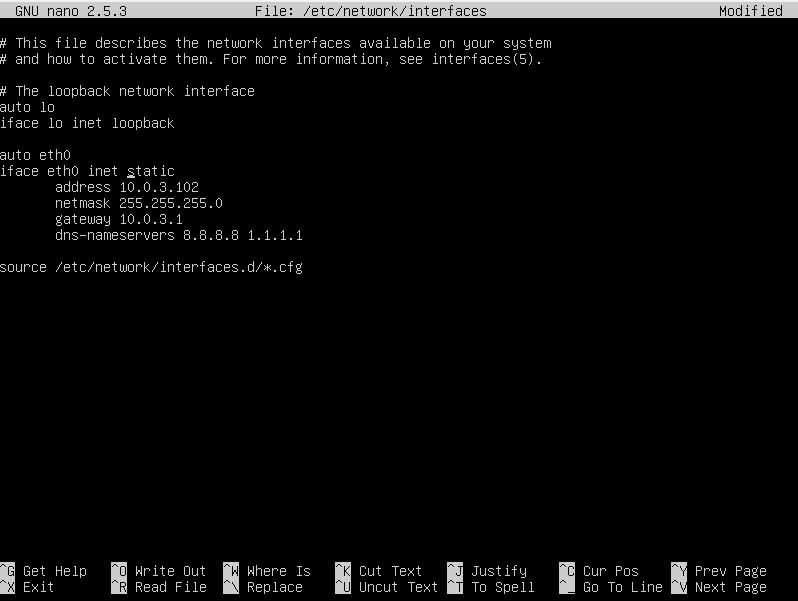 GNU nano 2.5.3 File: /etc/network/interfaces Modified
# This file describes the network interfaces available on your system
# and how to activate them. For more information, see interfaces(5).
# The loopback network interface
auto lo
iface lo inet loopback
auto eth0
iface eth0 inet static
address 10.0.3.102
netmask 255.255.255.0
gateway 10.0.3.1
dns-nameservers 8.8.8.8 1.1.1.1
source /etc/network/interfaces.d/*.cfg
^G Get Help ^O Write Out ^W Where Is ^K Cut Text ^J Justify ^C Cur Pos ^Y Prev Page
^X Exit ^R Read File ^\ Replace ^U Uncut Text ^T To Spell ^_ Go To Line ^V Next Page